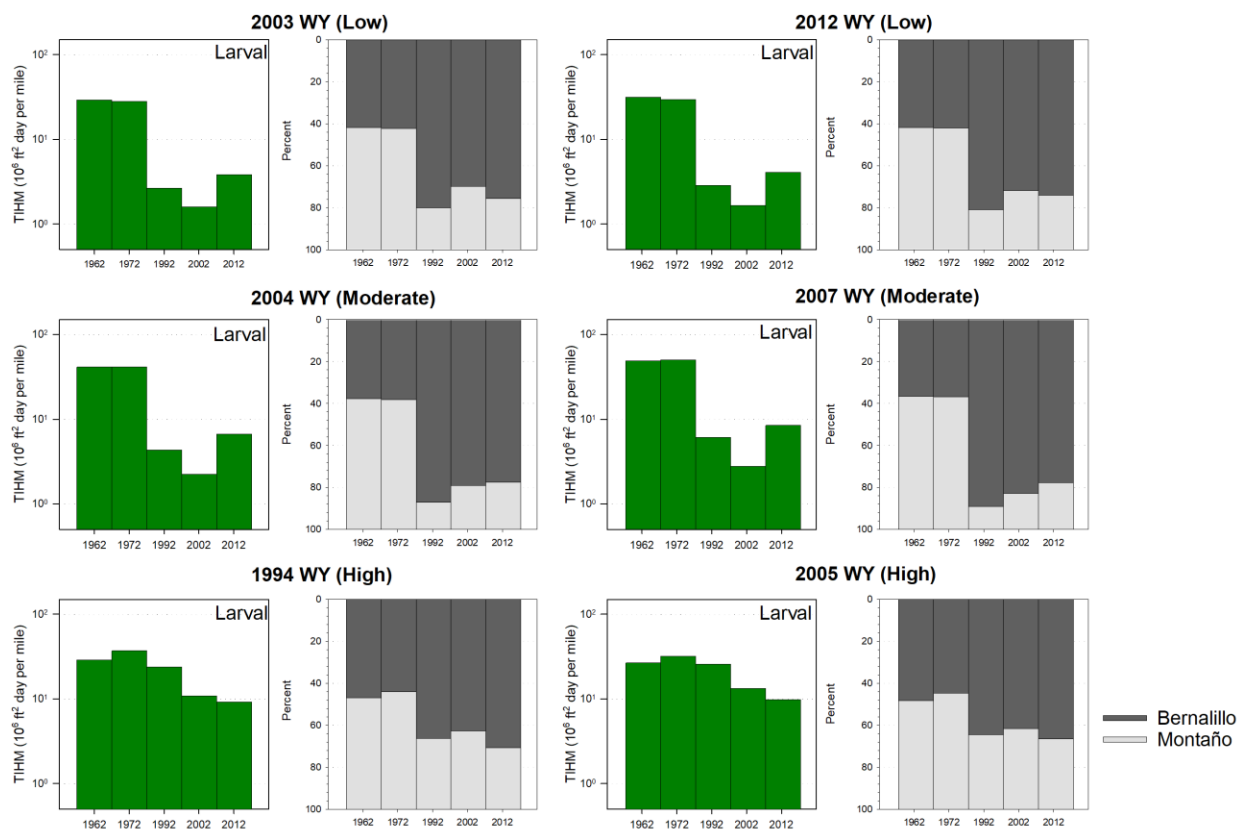 2003 WY (Low)
TIHM (10⁶ ft² day per mile)
10²
10¹
10⁰
Larval
1962 1972 1992 2002 2012
Percent
0
20
40
60
80
100
1962 1972 1992 2002 2012
2012 WY (Low)
TIHM (10⁶ ft² day per mile)
10²
10¹
10⁰
Larval
1962 1972 1992 2002 2012
Percent
0
20
40
60
80
100
1962 1972 1992 2002 2012
2004 WY (Moderate)
TIHM (10⁶ ft² day per mile)
10²
10¹
10⁰
Larval
1962 1972 1992 2002 2012
Percent
0
20
40
60
80
100
1962 1972 1992 2002 2012
2007 WY (Moderate)
TIHM (10⁶ ft² day per mile)
10²
10¹
10⁰
Larval
1962 1972 1992 2002 2012
Percent
0
20
40
60
80
100
1962 1972 1992 2002 2012
1994 WY (High)
TIHM (10⁶ ft² day per mile)
10²
10¹
10⁰
Larval
1962 1972 1992 2002 2012
Percent
0
20
40
60
80
100
1962 1972 1992 2002 2012
2005 WY (High)
TIHM (10⁶ ft² day per mile)
10²
10¹
10⁰
Larval
1962 1972 1992 2002 2012
Percent
0
20
40
60
80
100
1962 1972 1992 2002 2012
Bernalillo
Montaño